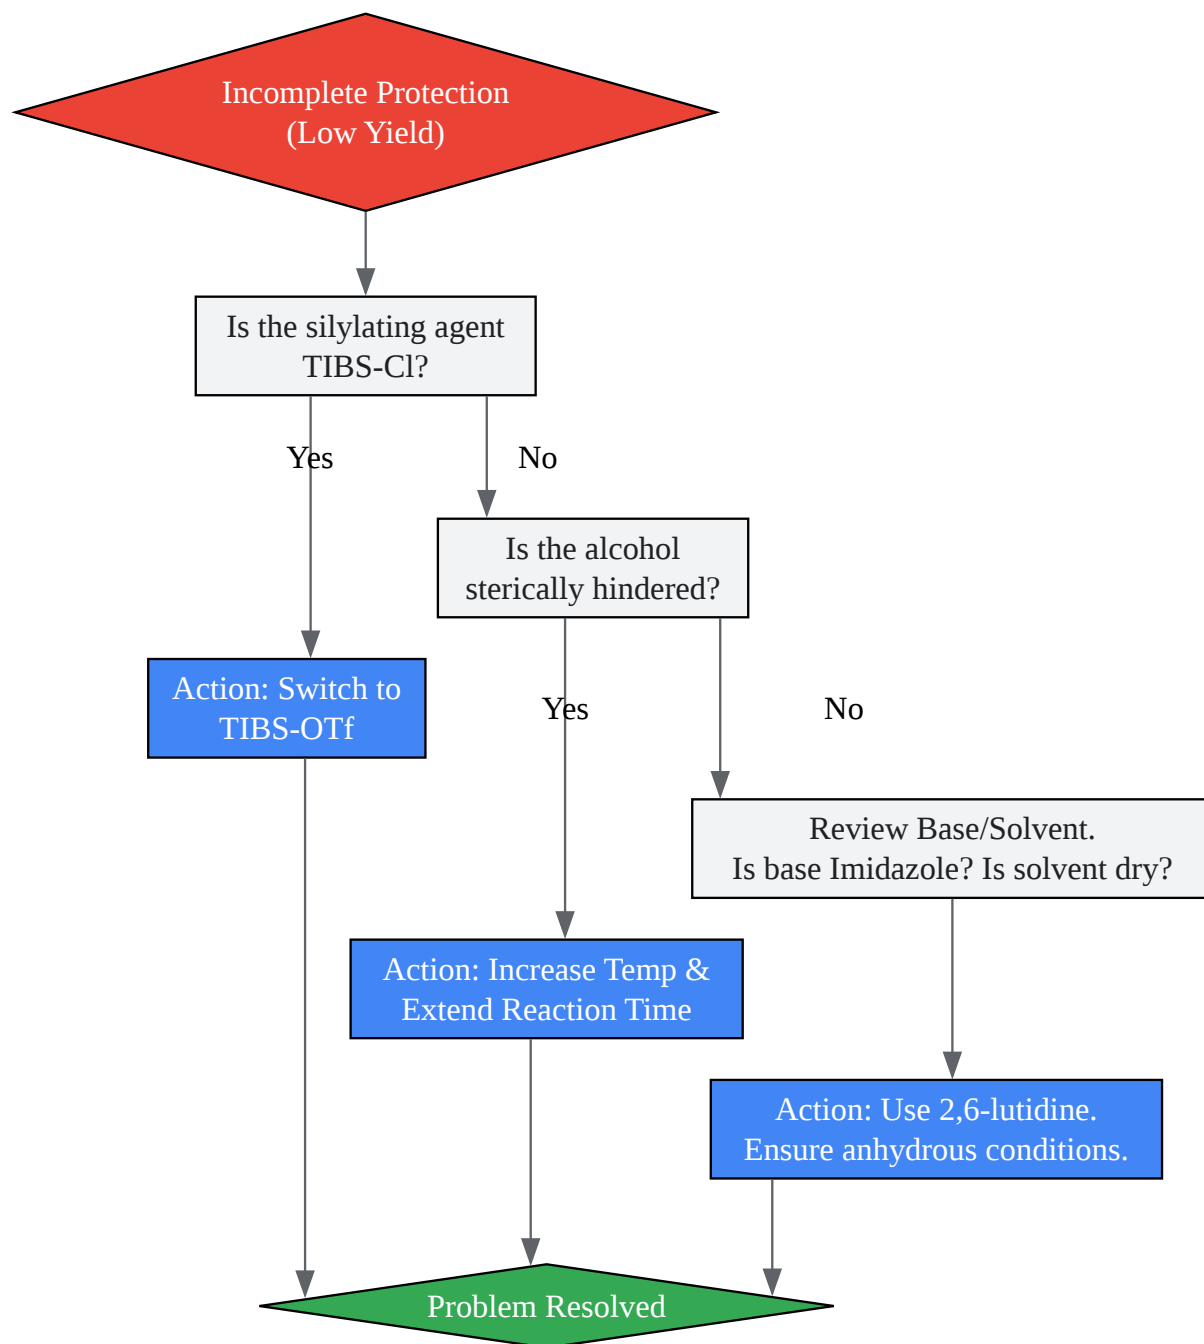 Incomplete Protection
(Low Yield)
Is the silylating agent
TIBS-Cl?
Yes
No
Is the alcohol
sterically hindered?
Action: Switch to
TIBS-OTf
Yes
No
Review Base/Solvent.
Is base Imidazole? Is solvent dry?
Action: Increase Temp &
Extend Reaction Time
Action: Use 2,6-lutidine.
Ensure anhydrous conditions.
Problem Resolved